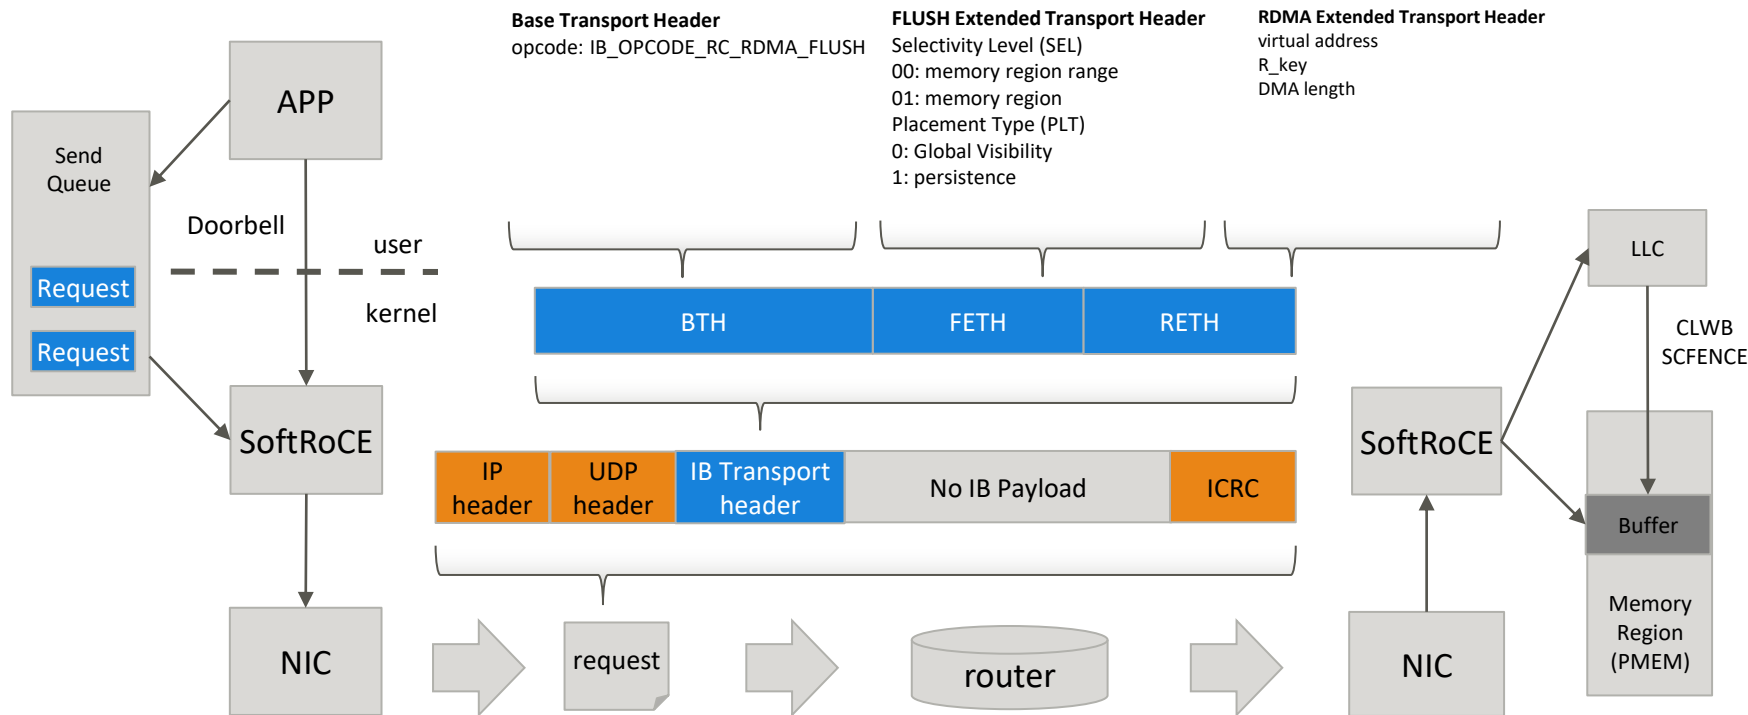 Base Transport Header
opcode: IB_OPCODE_RC_RDMA_FLUSH
FLUSH Extended Transport Header
Selectivity Level (SEL)
00: memory region range
01: memory region
Placement Type (PLT)
0: Global Visibility
1: persistence
RDMA Extended Transport Header
virtual address
R_key
DMA length
APP
Send
Queue
Doorbell
user
kernel
Request
Request
SoftRoCE
NIC
BTH
FETH
RETH
IP
header
UDP
header
IB Transport
header
No IB Payload
ICRC
request
router
LLC
CLWB
SCFENCE
SoftRoCE
Buffer
Memory
Region
(PMEM)
NIC